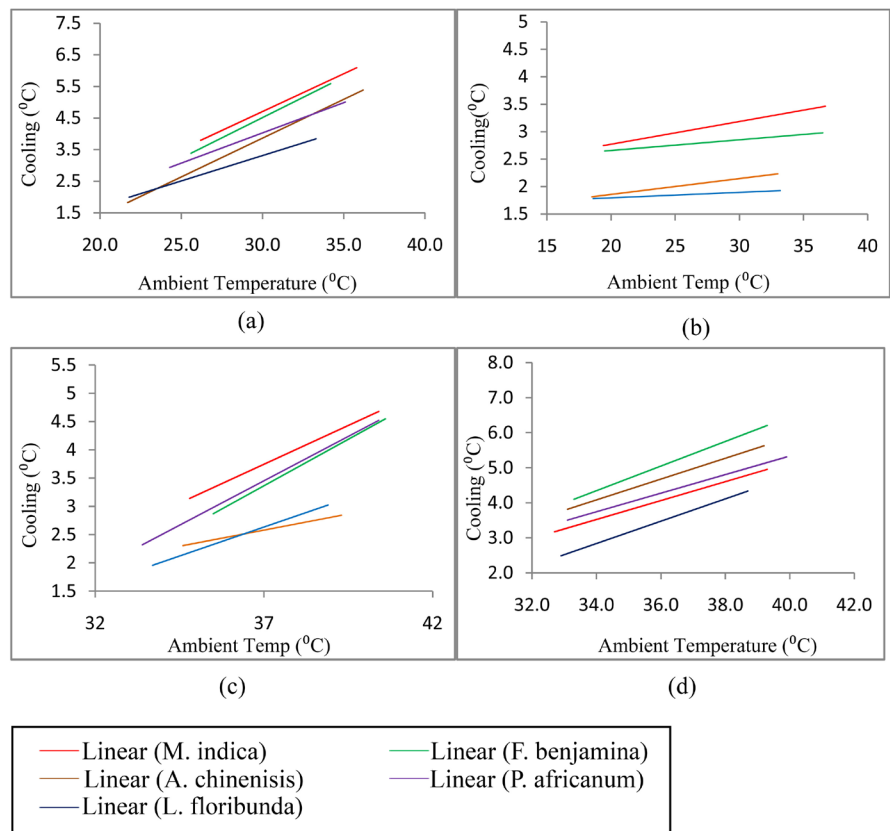 7.5
6.5
5.5
4.5
3.5
2.5
1.5
20.0 25.0 30.0 35.0 40.0
Cooling (⁰C)
Ambient Temperature (⁰C)
(a)
5
4.5
4
3.5
3
2.5
2
1.5
15 20 25 30 35 40
Cooling(⁰C)
Ambient Temp (⁰C)
(b)
5.5
5
4.5
4
3.5
3
2.5
2
1.5
32 37 42
Cooling (⁰C)
Ambient Temp (⁰C)
(c)
8.0
7.0
6.0
5.0
4.0
3.0
2.0
32.0 34.0 36.0 38.0 40.0 42.0
Cooling (⁰C)
Ambient Temperature (⁰C)
(d)
Linear (M. indica)
Linear (F. benjamina)
Linear (A. chinenisis)
Linear (P. africanum)
Linear (L. floribunda)